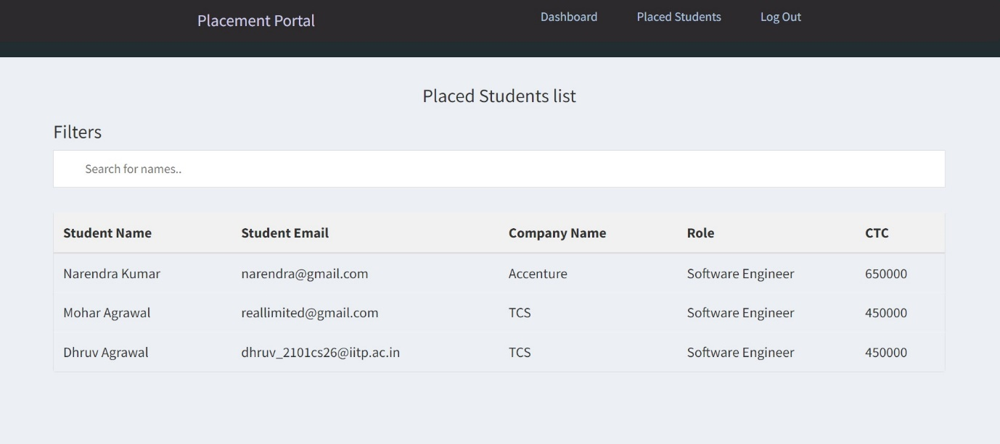 Placement Portal Dashboard Placed Students Log Out
Placed Students list
Filters
Search for names..
Student Name Student Email Company Name Role CTC
Narendra Kumar narendra@gmail.com Accenture Software Engineer 650000
Mohar Agrawal reallimited@gmail.com TCS Software Engineer 450000
Dhruv Agrawal dhruv_2101cs26@iitp.ac.in TCS Software Engineer 450000